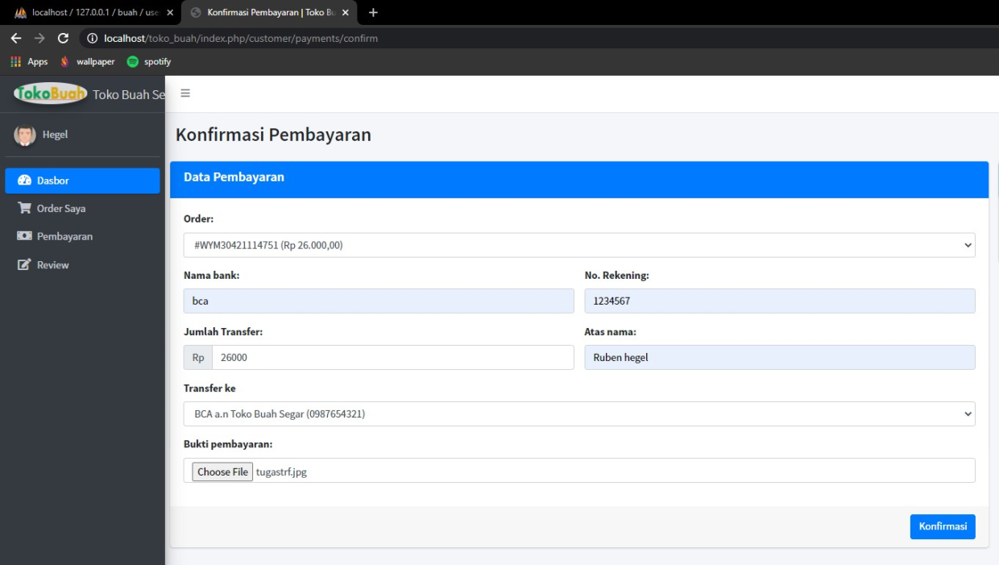 localhost / 127.0.0.1 / buah / use
Konfirmasi Pembayaran | Toko Bu
localhost/toko_buah/index.php/customer/payments/confirm
Apps wallpaper spotify
TokoBuah Toko Buah Se
Hegel
Dasbor
Order Saya
Pembayaran
Review
Konfirmasi Pembayaran
Data Pembayaran
Order:
#WYM30421114751 (Rp 26.000,00)
Nama bank: No. Rekening:
bca 1234567
Jumlah Transfer: Atas nama:
Rp 26000 Ruben hegel
Transfer ke
BCA a.n Toko Buah Segar (0987654321)
Bukti pembayaran:
Choose File tugastrf.jpg
Konfirmasi